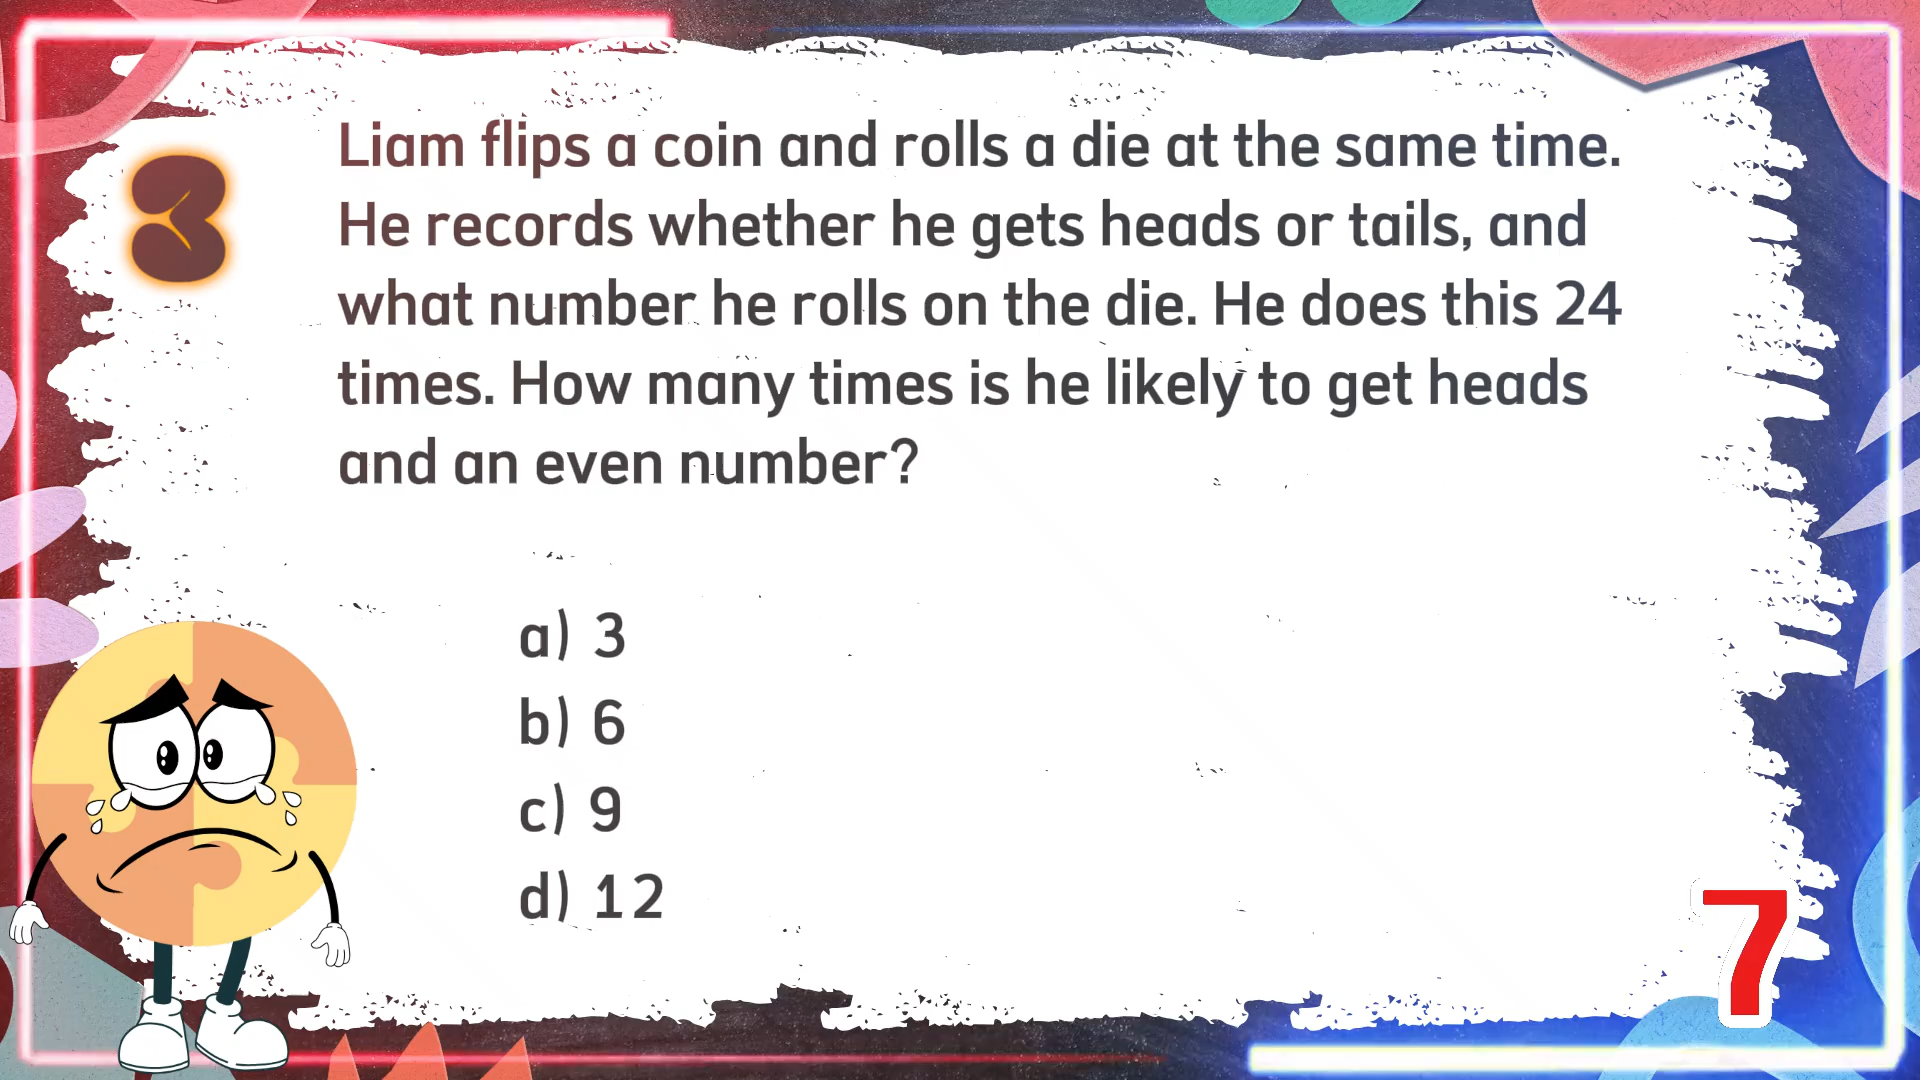 3
Liam flips a coin and rolls a die at the same time.
He records whether he gets heads or tails, and
what number he rolls on the die. He does this 24
times. How many times is he likely to get heads
and an even number?
a) 3
b) 6
c) 9
d) 12
7